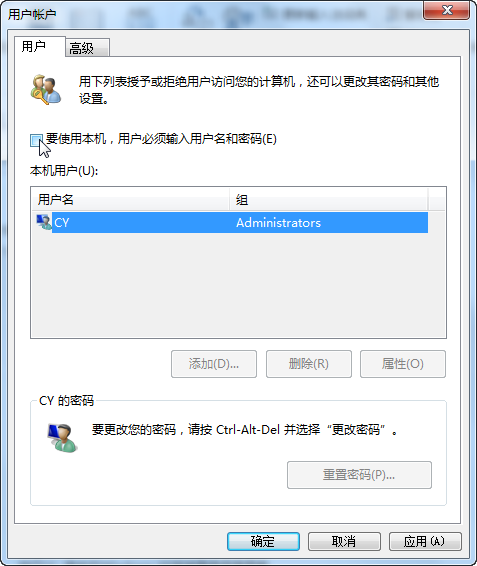 用户帐户
用户
高级
用下列表授予或拒绝用户访问您的计算机，还可以更改其密码和其他
设置。
要使用本机，用户必须输入用户名和密码(E)
本机用户(U):
用户名 组
CY Administrators
添加(D)... 删除(R) 属性(O)
CY 的密码
要更改您的密码，请按 Ctrl-Alt-Del 并选择“更改密码”。
重置密码(P)...
确定 取消 应用(A)